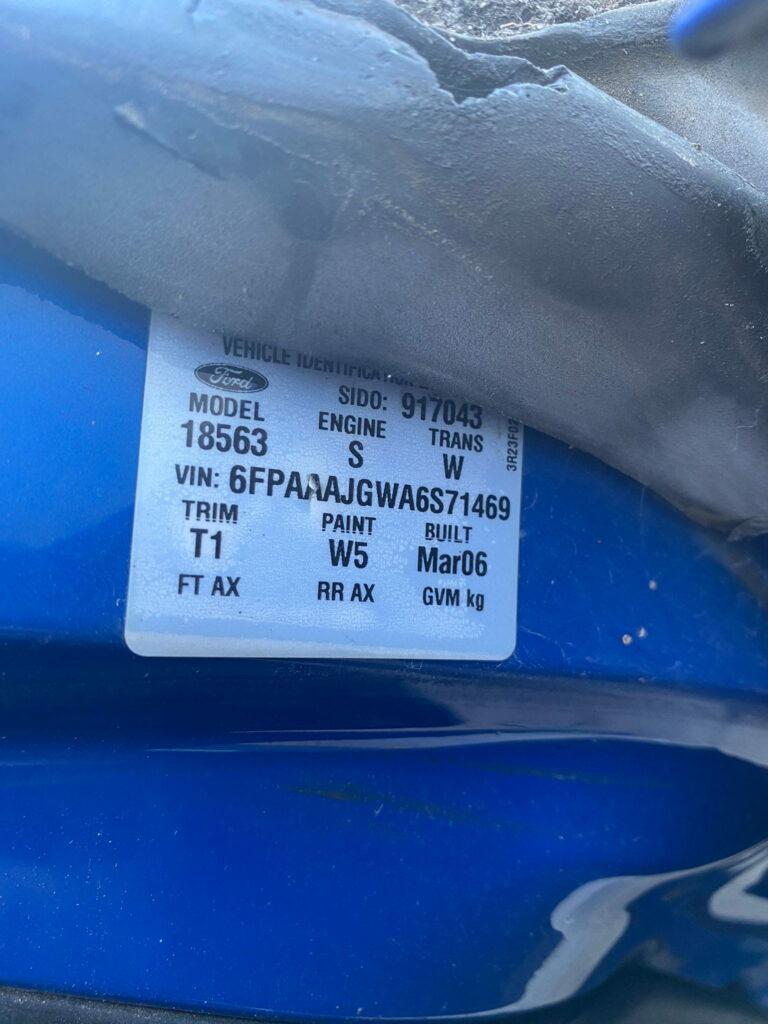 VEHICLE IDENTIFICATION
Ford
SIDO: 917043
MODEL ENGINE TRANS
18563 S W
VIN: 6FPAAAJGWA6S71469
TRIM PAINT BUILT
T1 W5 Mar06
FT AX RR AX GVM kg
3R23F02